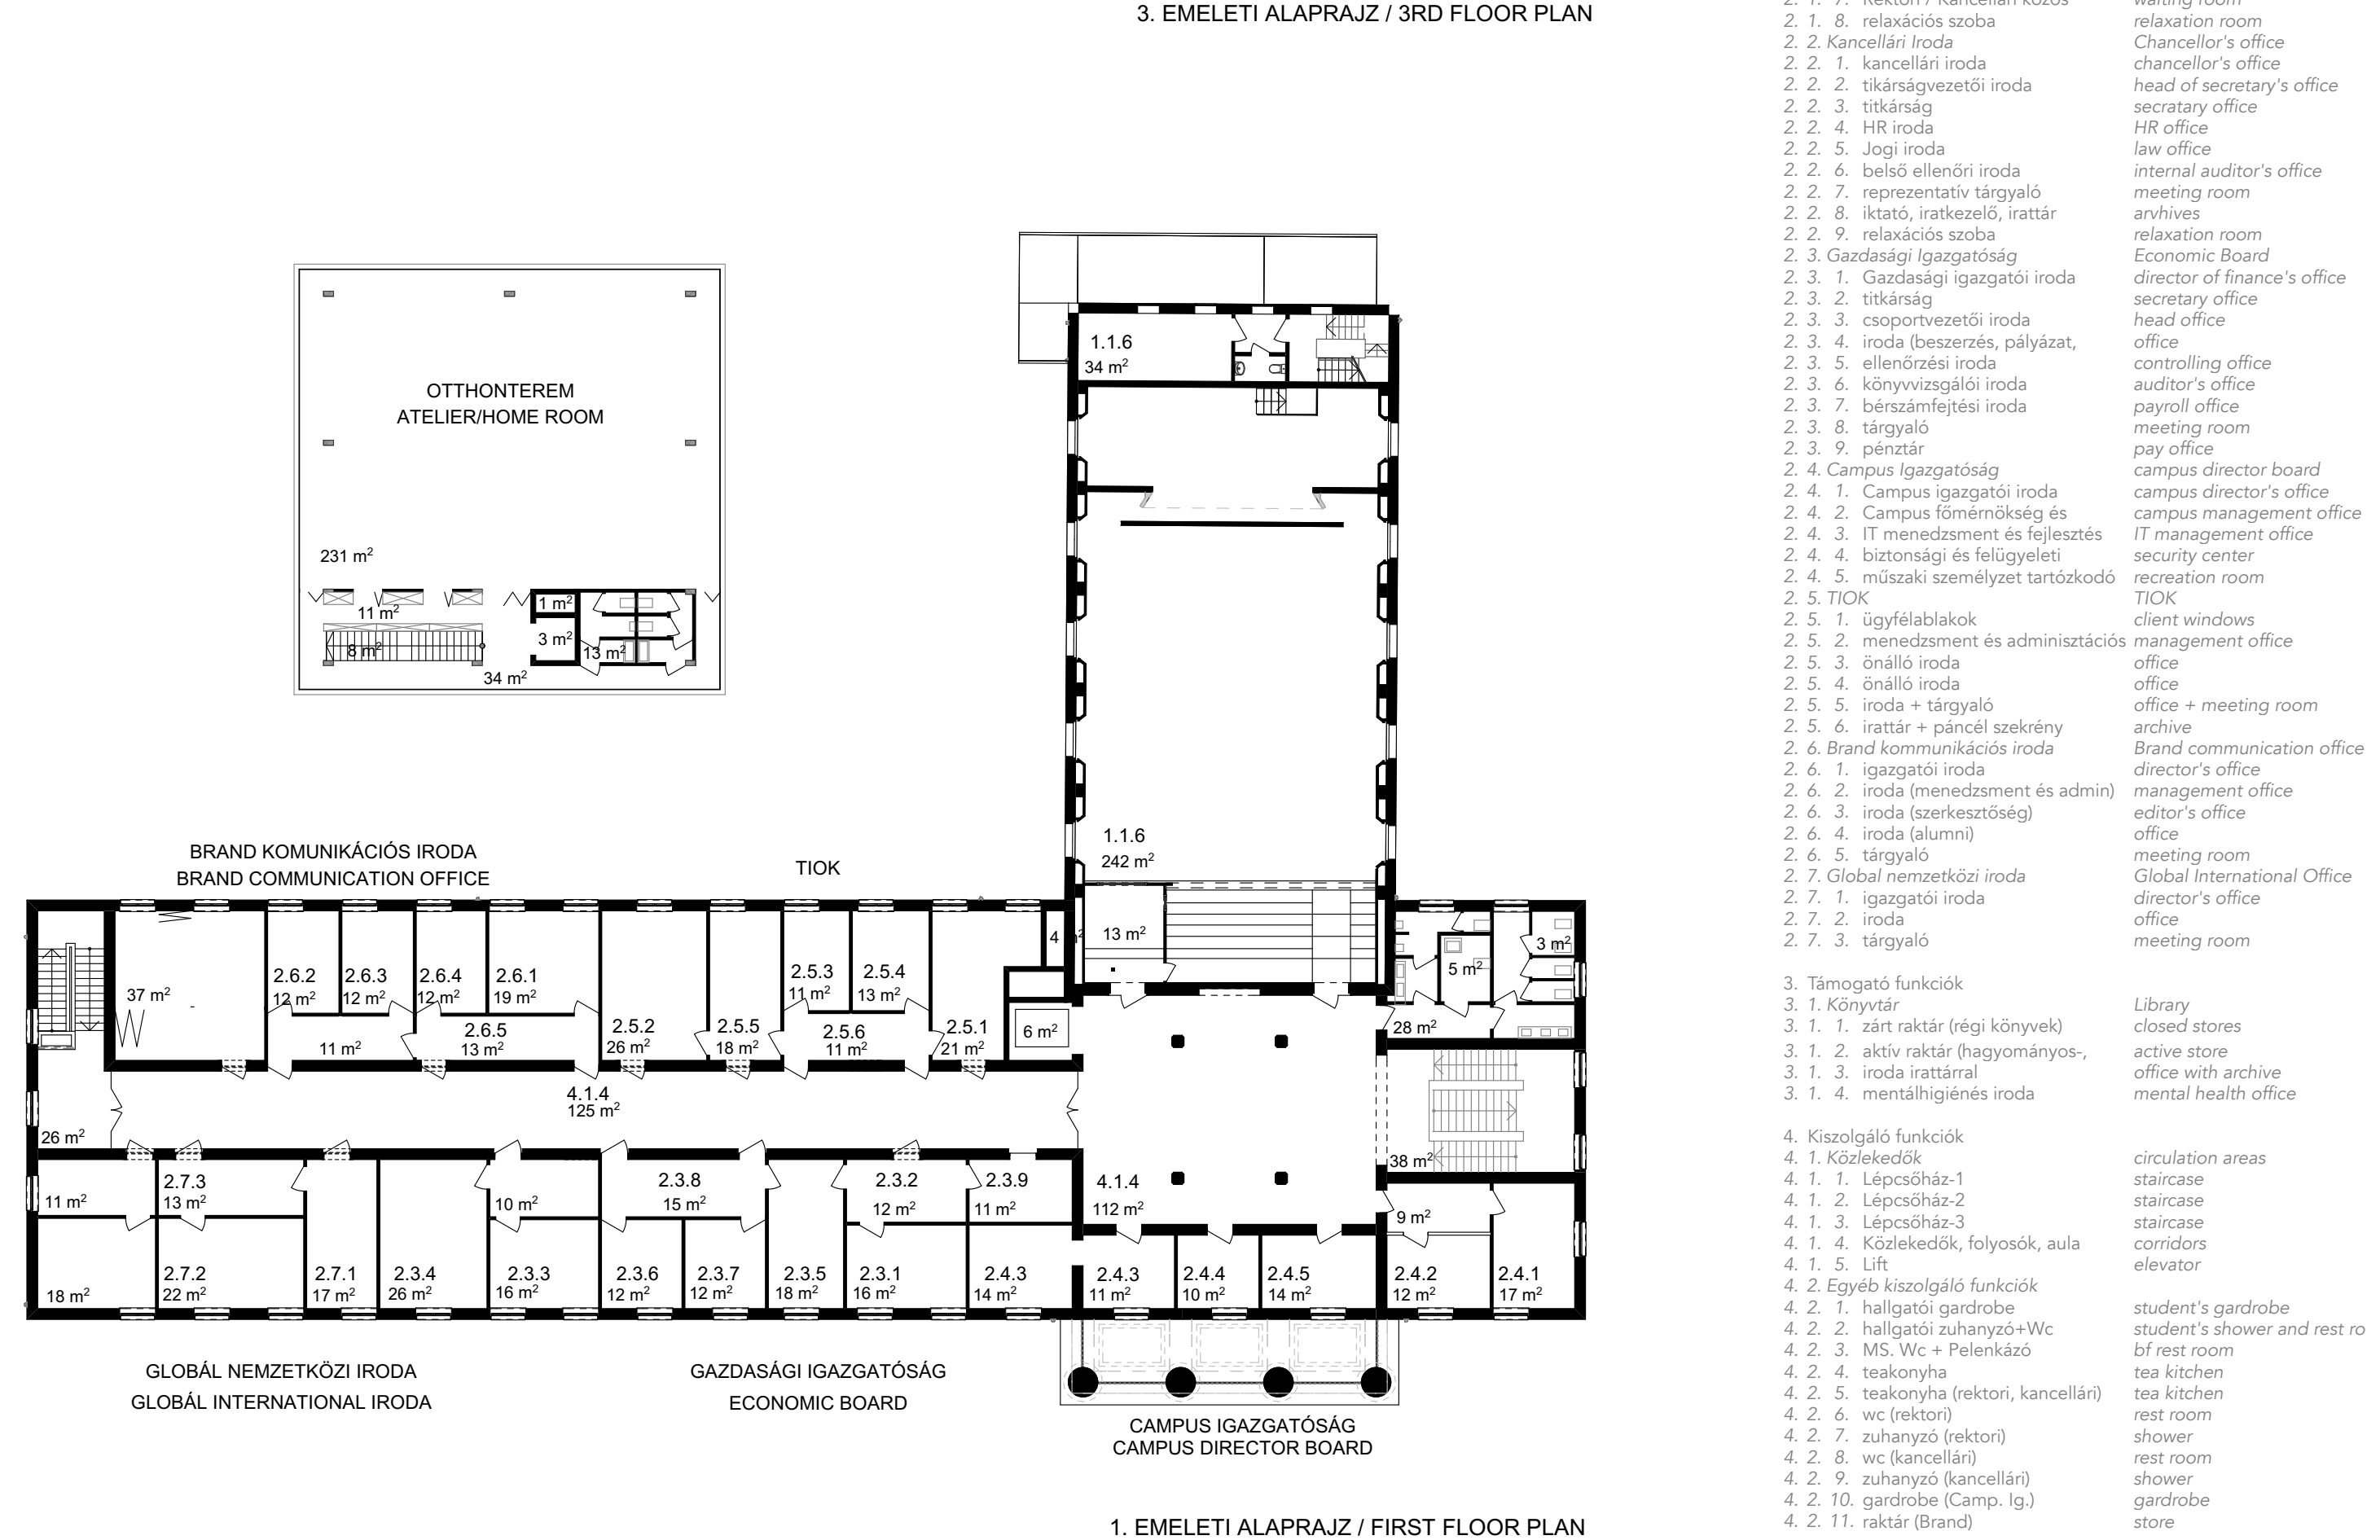 3. EMELETI ALAPRAJZ / 3RD FLOOR PLAN
OTTHONTEREM
ATELIER/HOME ROOM
231 m²
11 m²
8 m²
34 m²
1 m²
3 m²
13 m²
1.1.6
34 m²
1.1.6
242 m²
BRAND KOMUNIKÁCIÓS IRODA
BRAND COMMUNICATION OFFICE
TIOK
37 m²
2.6.2
12 m²
2.6.3
12 m²
2.6.4
12 m²
2.6.1
19 m²
11 m²
2.6.5
13 m²
2.5.2
26 m²
2.5.5
18 m²
2.5.3
11 m²
2.5.4
13 m²
2.5.6
11 m²
2.5.1
21 m²
4 m²
6 m²
13 m²
5 m²
3 m²
28 m²
4.1.4
125 m²
26 m²
38 m²
11 m²
18 m²
2.7.3
13 m²
2.7.2
22 m²
2.7.1
17 m²
2.3.4
26 m²
10 m²
2.3.3
16 m²
2.3.8
15 m²
2.3.6
12 m²
2.3.7
12 m²
2.3.5
18 m²
2.3.2
12 m²
2.3.1
16 m²
2.3.9
11 m²
2.4.3
14 m²
4.1.4
112 m²
2.4.3
11 m²
2.4.4
10 m²
2.4.5
14 m²
9 m²
2.4.2
12 m²
2.4.1
17 m²
GLOBÁL NEMZETKÖZI IRODA
GLOBÁL INTERNATIONAL IRODA
GAZDASÁGI IGAZGATÓSÁG
ECONOMIC BOARD
CAMPUS IGAZGATÓSÁG
CAMPUS DIRECTOR BOARD
1. EMELETI ALAPRAJZ / FIRST FLOOR PLAN
2. 1. 7. Rektori / Kancellári közös waiting room
2. 1. 8. relaxációs szoba relaxation room
2. 2. Kancellári Iroda Chancellor's office
2. 2. 1. kancellári iroda chancellor's office
2. 2. 2. tikárságvezetői iroda head of secretary's office
2. 2. 3. titkárság secratary office
2. 2. 4. HR iroda HR office
2. 2. 5. Jogi iroda law office
2. 2. 6. belső ellenőri iroda internal auditor's office
2. 2. 7. reprezentatív tárgyaló meeting room
2. 2. 8. iktató, iratkezelő, irattár arvhives
2. 2. 9. relaxációs szoba relaxation room
2. 3. Gazdasági Igazgatóság Economic Board
2. 3. 1. Gazdasági igazgatói iroda director of finance's office
2. 3. 2. titkárság secretary office
2. 3. 3. csoportvezetői iroda head office
2. 3. 4. iroda (beszerzés, pályázat, office
2. 3. 5. ellenőrzési iroda controlling office
2. 3. 6. könyvvizsgálói iroda auditor's office
2. 3. 7. bérszámfejtési iroda payroll office
2. 3. 8. tárgyaló meeting room
2. 3. 9. pénztár pay office
2. 4. Campus Igazgatóság campus director board
2. 4. 1. Campus igazgatói iroda campus director's office
2. 4. 2. Campus főmérnökség és campus management office
2. 4. 3. IT menedzsment és fejlesztés IT management office
2. 4. 4. biztonsági és felügyeleti security center
2. 4. 5. műszaki személyzet tartózkodó recreation room
2. 5. TIOK TIOK
2. 5. 1. ügyfélablakok client windows
2. 5. 2. menedzsment és adminisztációs management office
2. 5. 3. önálló iroda office
2. 5. 4. önálló iroda office
2. 5. 5. iroda + tárgyaló office + meeting room
2. 5. 6. irattár + páncél szekrény archive
2. 6. Brand kommunikációs iroda Brand communication office
2. 6. 1. igazgatói iroda director's office
2. 6. 2. iroda (menedzsment és admin) management office
2. 6. 3. iroda (szerkesztőség) editor's office
2. 6. 4. iroda (alumni) office
2. 6. 5. tárgyaló meeting room
2. 7. Global nemzetközi iroda Global International Office
2. 7. 1. igazgatói iroda director's office
2. 7. 2. iroda office
2. 7. 3. tárgyaló meeting room
3. Támogató funkciók
3. 1. Könyvtár Library
3. 1. 1. zárt raktár (régi könyvek) closed stores
3. 1. 2. aktív raktár (hagyományos-, active store
3. 1. 3. iroda irattárral office with archive
3. 1. 4. mentálhigiénés iroda mental health office
4. Kiszolgáló funkciók
4. 1. Közlekedők circulation areas
4. 1. 1. Lépcsőház-1 staircase
4. 1. 2. Lépcsőház-2 staircase
4. 1. 3. Lépcsőház-3 staircase
4. 1. 4. Közlekedők, folyosók, aula corridors
4. 1. 5. Lift elevator
4. 2. Egyéb kiszolgáló funkciók
4. 2. 1. hallgatói gardrobe student's gardrobe
4. 2. 2. hallgatói zuhanyzó+Wc student's shower and rest ro
4. 2. 3. MS. Wc + Pelenkázó bf rest room
4. 2. 4. teakonyha tea kitchen
4. 2. 5. teakonyha (rektori, kancellári) tea kitchen
4. 2. 6. wc (rektori) rest room
4. 2. 7. zuhanyzó (rektori) shower
4. 2. 8. wc (kancellári) rest room
4. 2. 9. zuhanyzó (kancellári) shower
4. 2. 10. gardrobe (Camp. Ig.) gardrobe
4. 2. 11. raktár (Brand) store